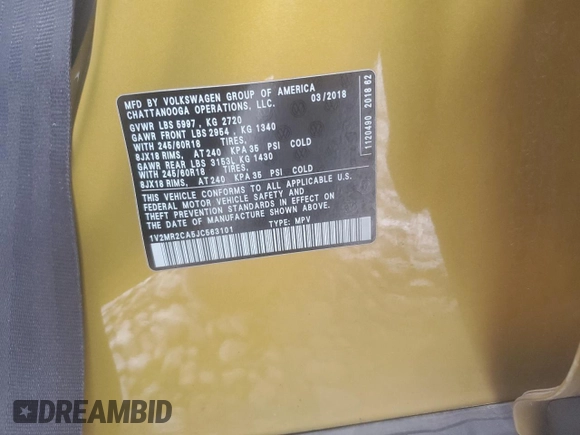 MFD BY VOLKSWAGEN GROUP OF AMERICA
CHATTANOOGA OPERATIONS, LLC. 03/2018
GVWR LBS 5997, KG 2720
GAWR FRONT LBS 2954, KG 1340
WITH 245/60R18 TIRES,
8JX18 RIMS, AT 240 KPA 35 PSI COLD
GAWR REAR LBS 3153L KG 1430
WITH 245/60R18 TIRES,
8JX18 RIMS, AT 240 KPA 35 PSI COLD
THIS VEHICLE CONFORMS TO ALL APPLICABLE U.S.
FEDERAL MOTOR VEHICLE SAFETY AND
THEFT PREVENTION STANDARDS IN EFFECT ON
THE DATE OF MANUFACTURE SHOWN ABOVE.
1V2MR2CA5JC563101 TYPE: MPV
1120490 2018 62
DREAMBID